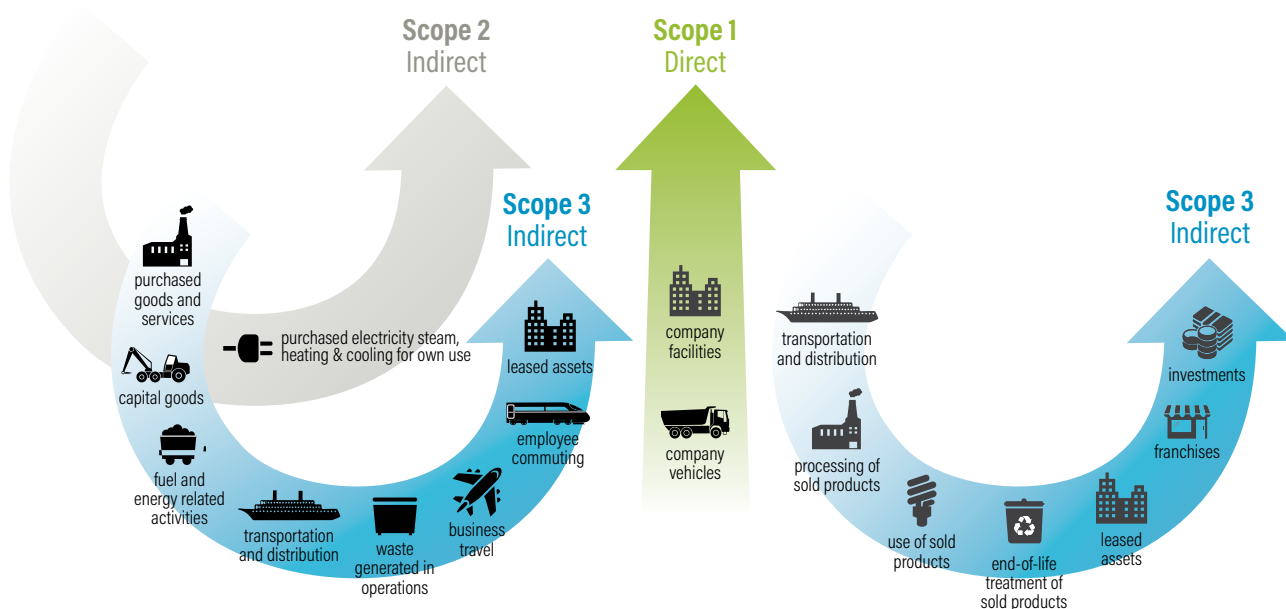 Scope 2
Indirect
Scope 1
Direct
Scope 3
Indirect
Scope 3
Indirect
purchased
goods and
services
purchased electricity steam,
heating & cooling for own use
capital goods
fuel and
energy related
activities
transportation
and distribution
waste
generated in
operations
business
travel
employee
commuting
leased assets
company
facilities
company
vehicles
transportation
and distribution
processing of
sold products
use of sold
products
end-of-life
treatment of
sold products
leased
assets
franchises
investments